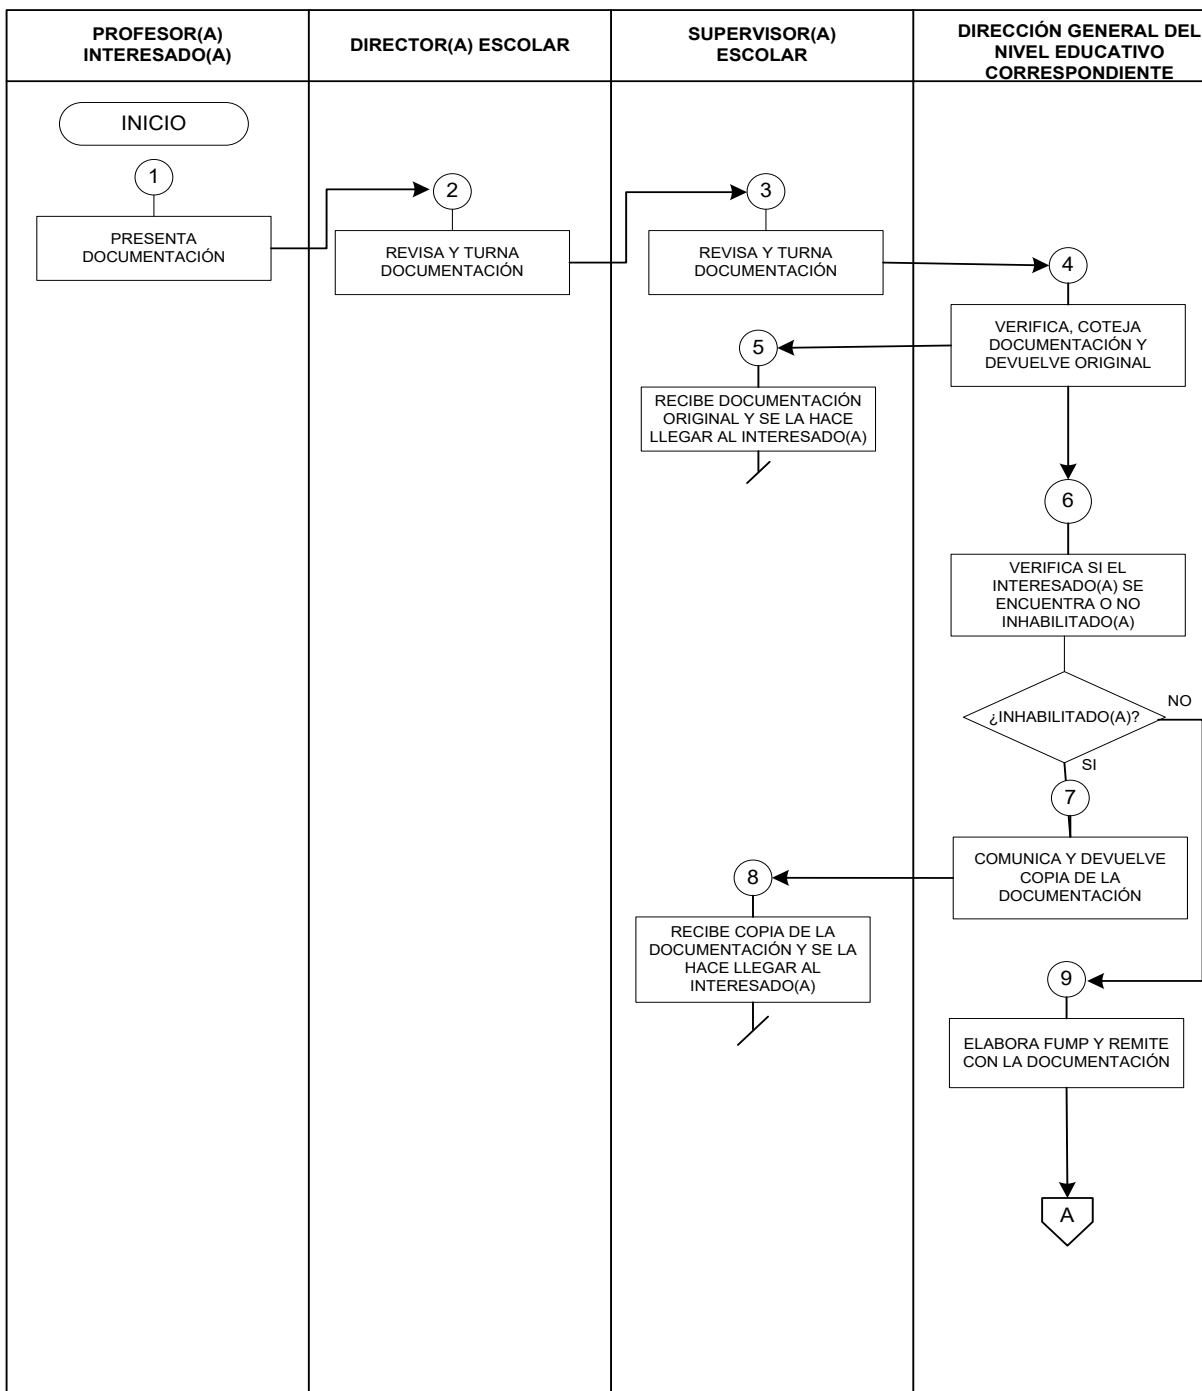 PROFESOR(A)
INTERESADO(A)
DIRECTOR(A) ESCOLAR
SUPERVISOR(A)
ESCOLAR
DIRECCIÓN GENERAL DEL
NIVEL EDUCATIVO
CORRESPONDIENTE
INICIO
1
PRESENTA
DOCUMENTACIÓN
2
REVISA Y TURNA
DOCUMENTACIÓN
3
REVISA Y TURNA
DOCUMENTACIÓN
4
VERIFICA, COTEJA
DOCUMENTACIÓN Y
DEVUELVE ORIGINAL
5
RECIBE DOCUMENTACIÓN
ORIGINAL Y SE LA HACE
LLEGAR AL INTERESADO(A)
6
VERIFICA SI EL
INTERESADO(A) SE
ENCUENTRA O NO
INHABILITADO(A)
¿INHABILITADO(A)?
NO
SI
7
COMUNICA Y DEVUELVE
COPIA DE LA
DOCUMENTACIÓN
8
RECIBE COPIA DE LA
DOCUMENTACIÓN Y SE LA
HACE LLEGAR AL
INTERESADO(A)
9
ELABORA FUMP Y REMITE
CON LA DOCUMENTACIÓN
A